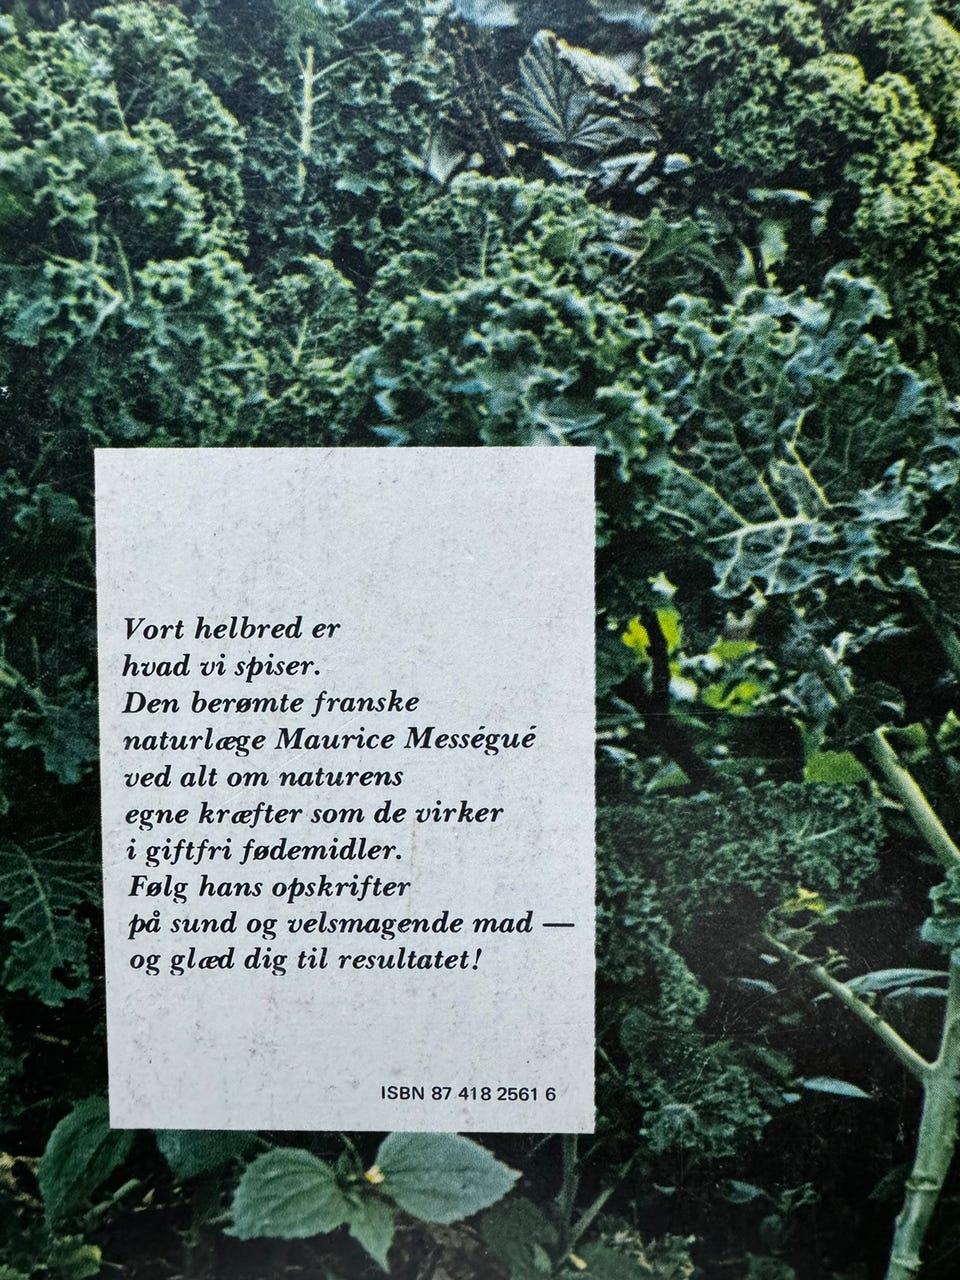 Vort helbred er
hvad vi spiser.
Den berømte franske
naturlæge Maurice Mességué
ved alt om naturens
egne kræfter som de virker
i giftfri fødemidler.
Følg hans opskrifter
på sund og velsmagende mad —
og glæd dig til resultatet!
ISBN 87 418 2561 6